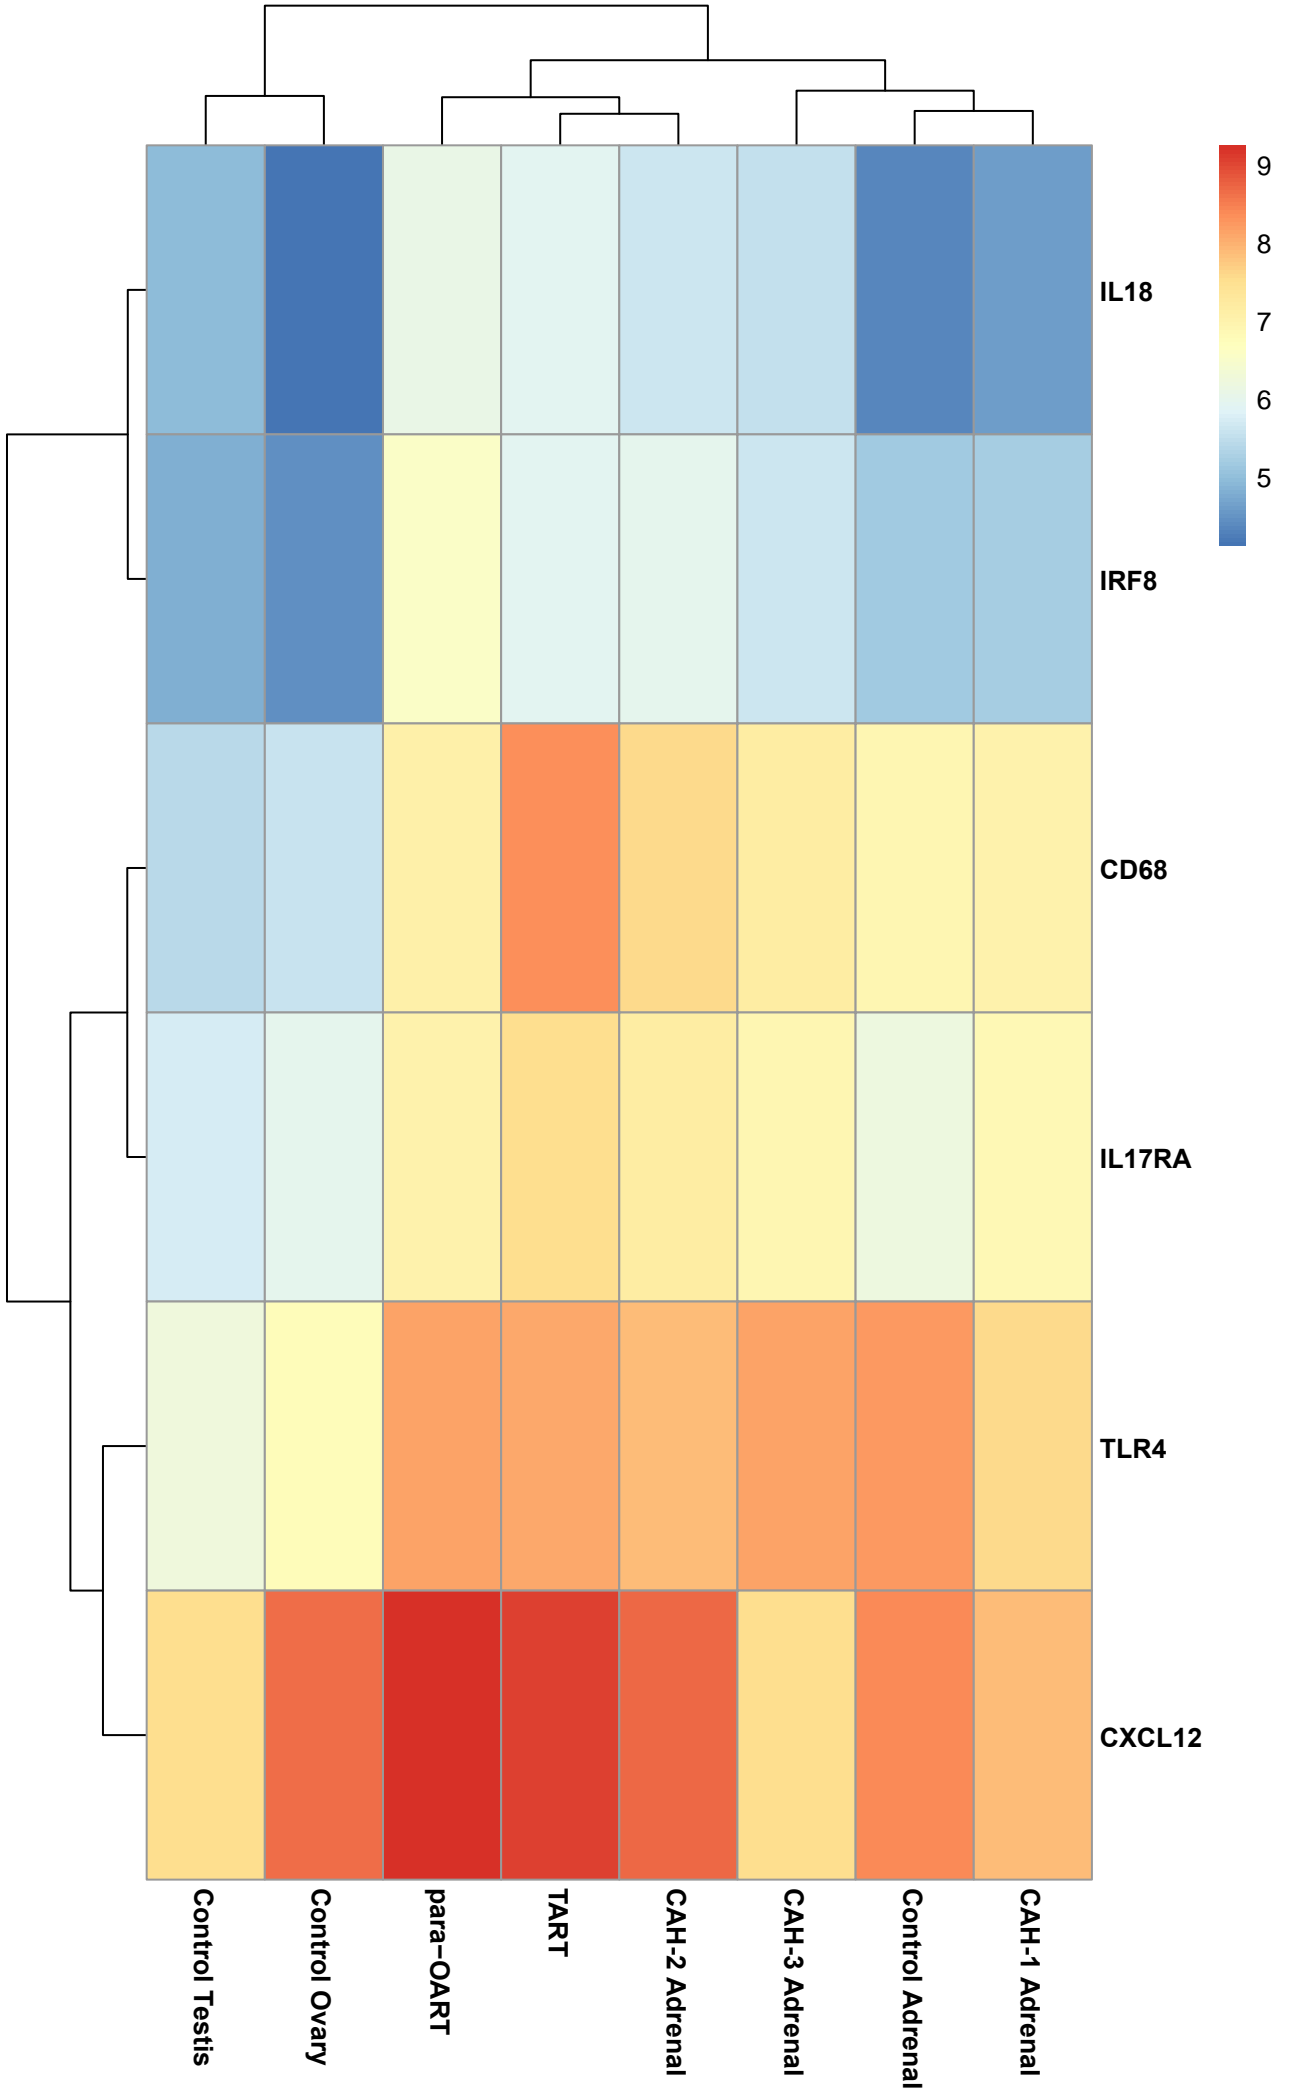 9
8
7
6
5
IL18
IRF8
CD68
IL17RA
TLR4
CXCL12
Control Testis
Control Ovary
para−OART
TART
CAH-2 Adrenal
CAH-3 Adrenal
Control Adrenal
CAH-1 Adrenal